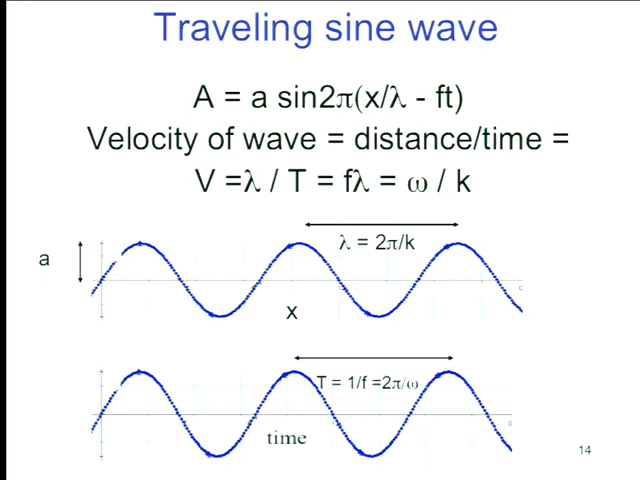 Traveling sine wave
A = a sin2π(x/λ - ft)
Velocity of wave = distance/time =
V =λ / T = fλ = ω / k
λ = 2π/k
a
x
T = 1/f =2π/ω
time
14